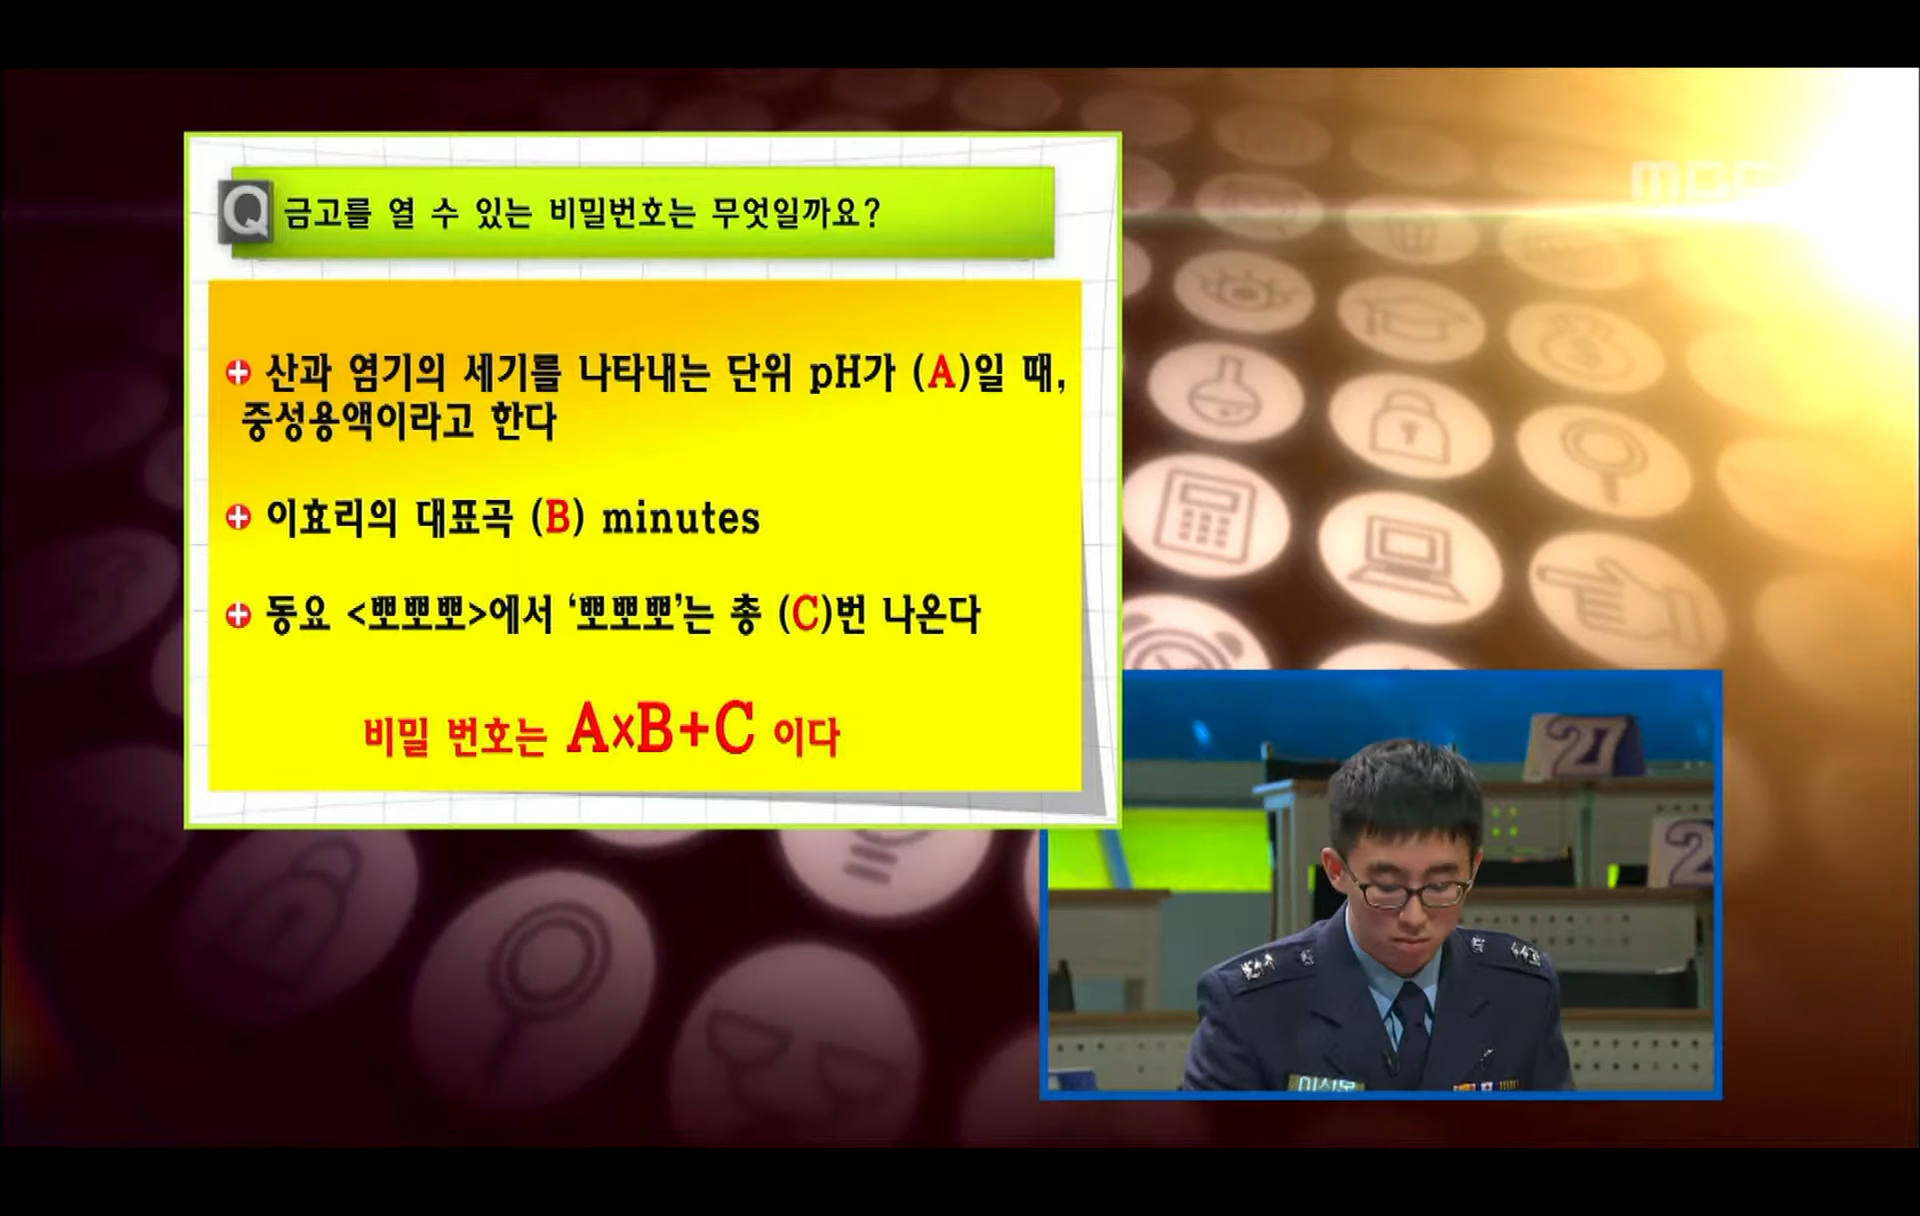 MBC
Q 금고를 열 수 있는 비밀번호는 무엇일까요?
산과 염기의 세기를 나타내는 단위 pH가 (A)일 때,
중성용액이라고 한다
이효리의 대표곡 (B) minutes
동요 <뽀뽀뽀>에서 ‘뽀뽀뽀’는 총 (C)번 나온다
비밀 번호는 A×B+C 이다
27
2